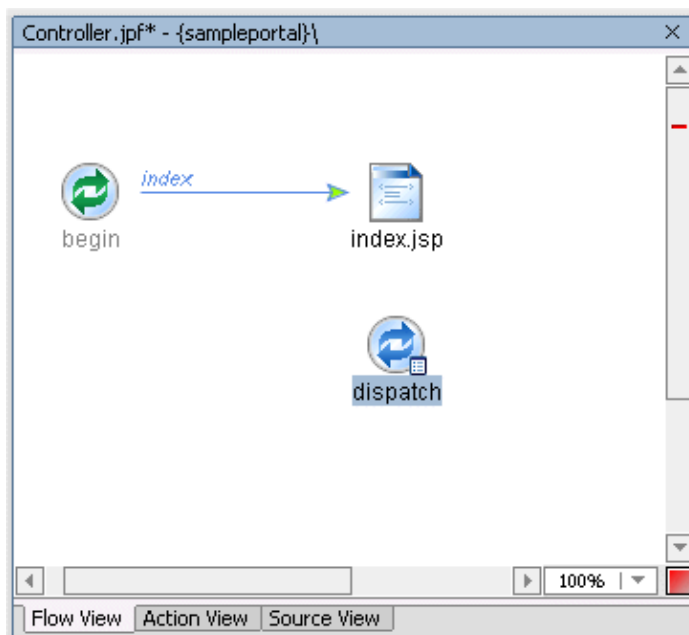 Controller.jpf* - {sampleportal}\
index
begin
index.jsp
dispatch
100%
Flow View Action View Source View